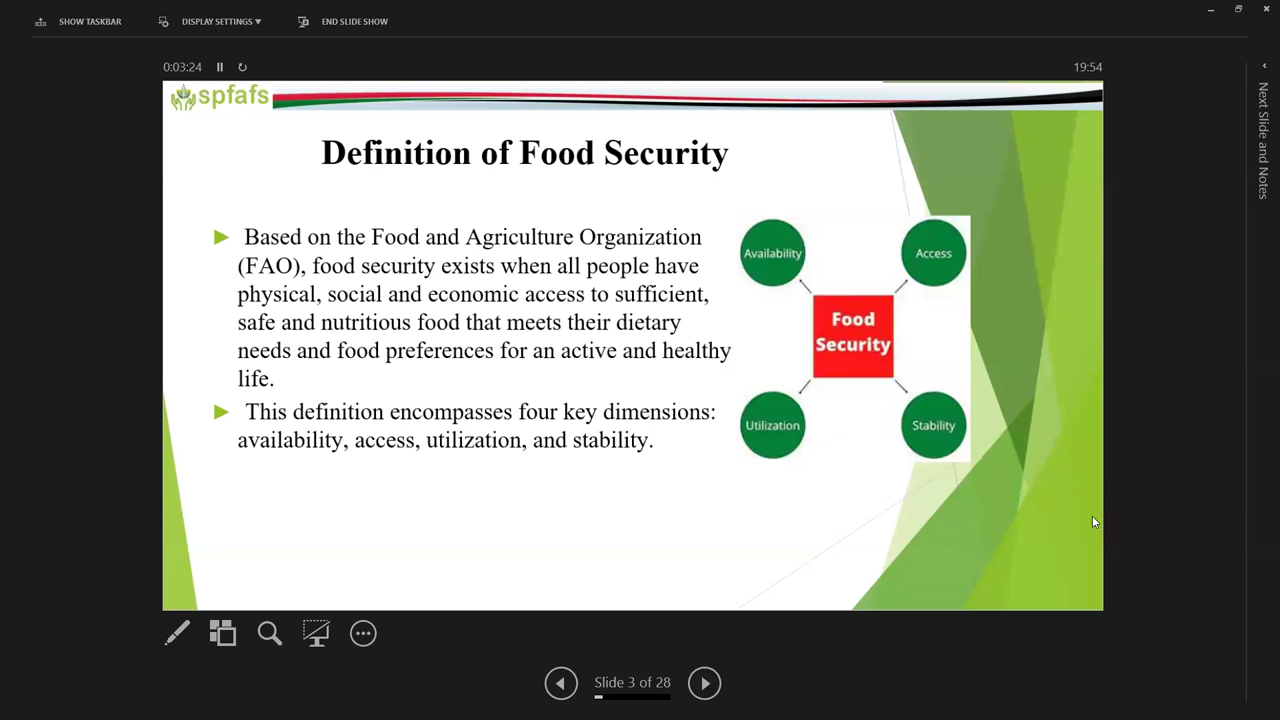 SHOW TASKBAR
DISPLAY SETTINGS
END SLIDE SHOW
0:03:24
19:54
Next Slide and Notes
spfafs
Definition of Food Security
Based on the Food and Agriculture Organization
(FAO), food security exists when all people have
physical, social and economic access to sufficient,
safe and nutritious food that meets their dietary
needs and food preferences for an active and healthy
life.
This definition encompasses four key dimensions:
availability, access, utilization, and stability.
Availability
Access
Food
Security
Utilization
Stability
Slide 3 of 28